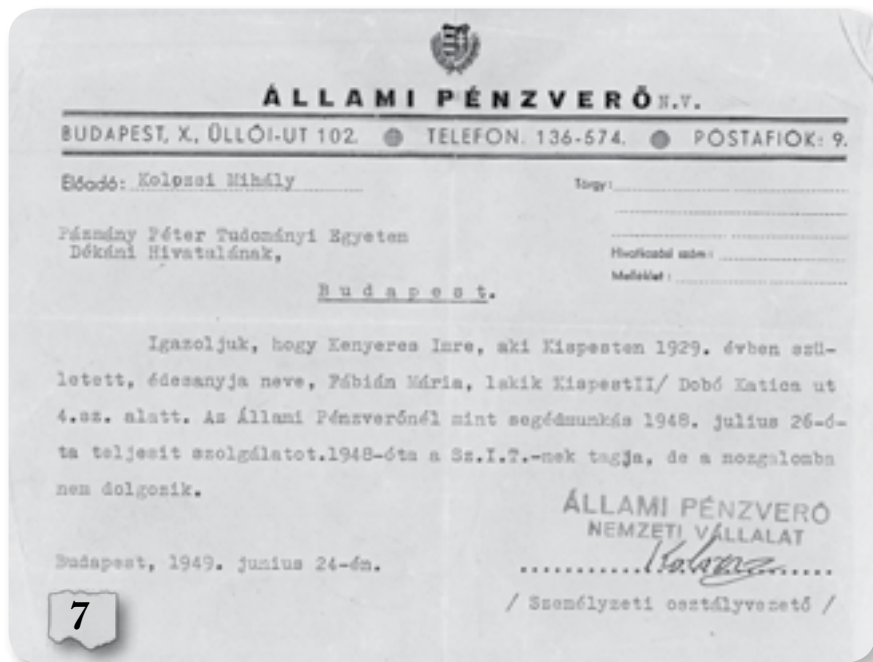 ÁLLAMI PÉNZVERŐ N.V.
BUDAPEST, X., ÜLLŐI-UT 102. TELEFON. 136-574. POSTAFIÓK: 9.
Előadó: Kolpsai Mihály Tárgy:
Pázmány Péter Tudományi Egyetem
Dékáni Hivatalának, Hivatkozási szám:
Melléklet:
Budapest.
Igazoljuk, hogy Kenyeres Imre, aki Kispesten 1929. évben szü-
letett, édesanyja neve, Fábián Mária, lakik KispestII/ Dobó Katica ut
4.sz. alatt. Az Állami Pénzverőnél mint segédmunkás 1948. julius 26-ó-
ta teljesit szolgálatot.1948-óta a Sz.I.T.-nek tagja, de a mozgalomba
nem dolgozik.
ÁLLAMI PÉNZVERŐ
NEMZETI VÁLLALAT
Budapest, 1949. junius 24-én.
/ Személyzeti osztályvezető /
7